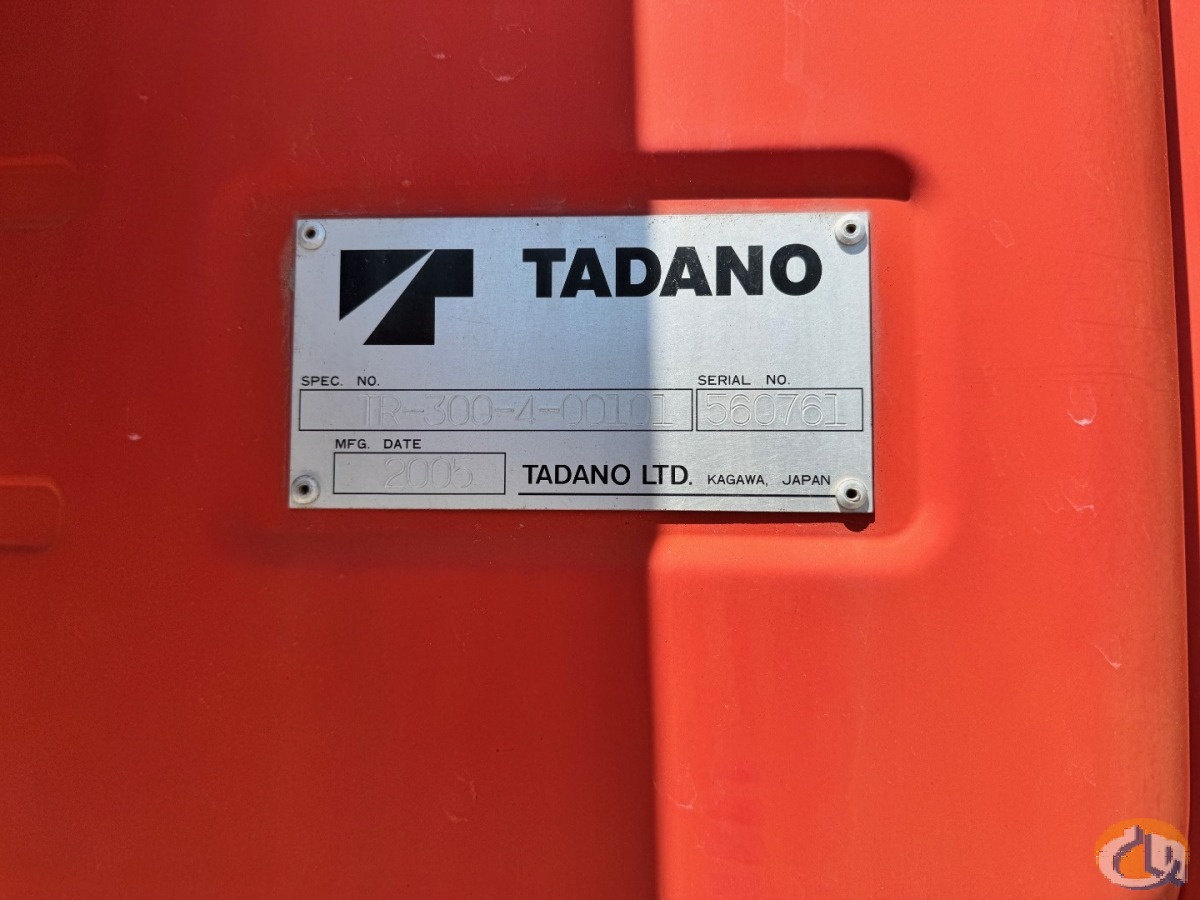 TADANO
SPEC. NO.
SERIAL NO.
TR-300-4-00101
560761
MFG. DATE
2005
TADANO LTD. KAGAWA, JAPAN